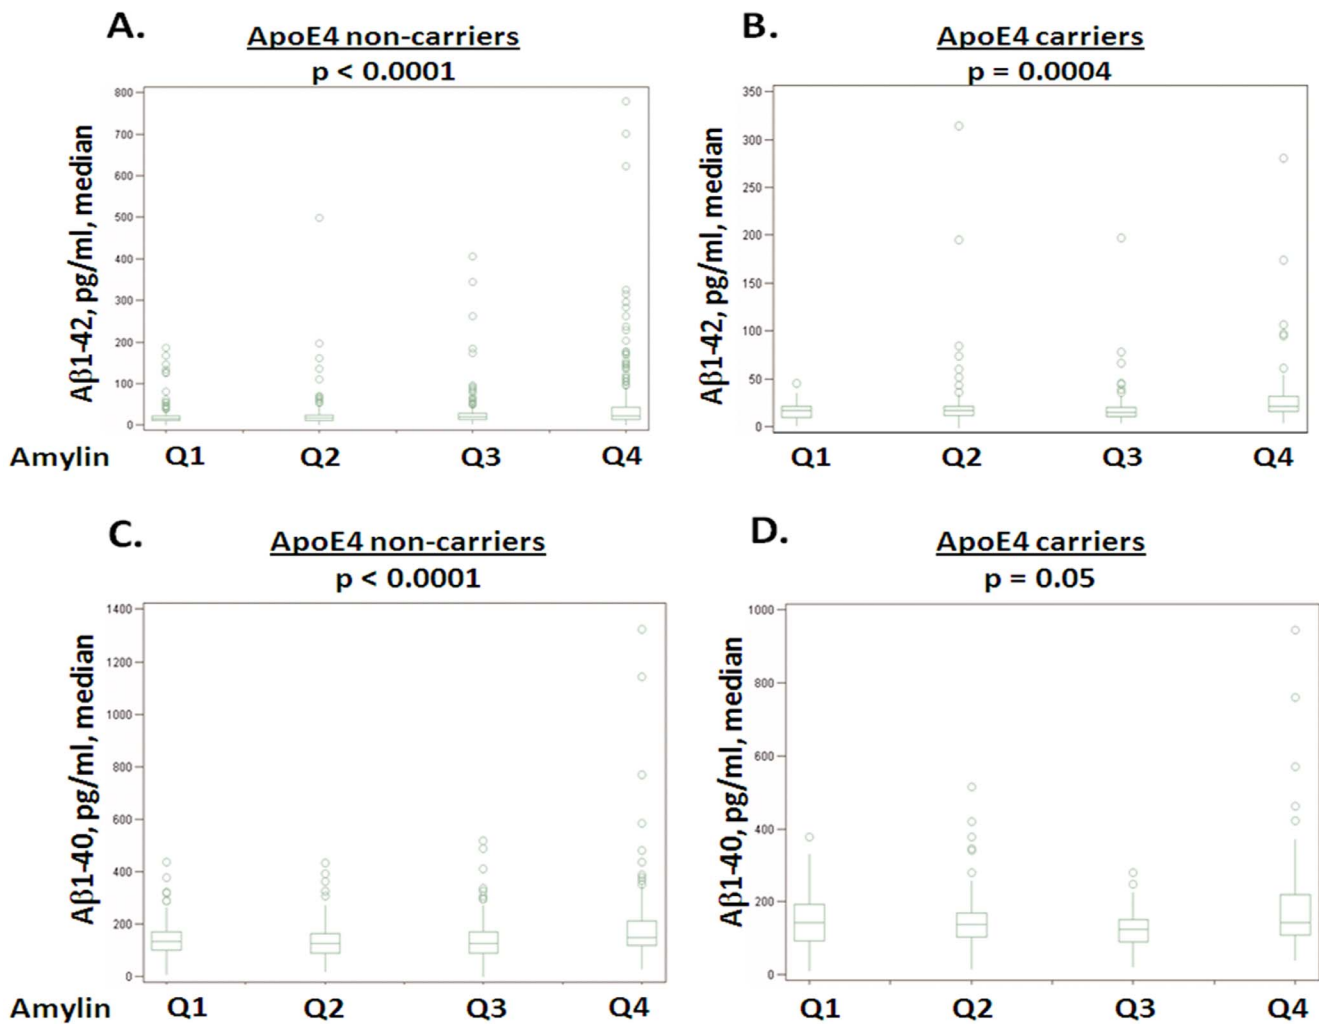 A.
ApoE4 non-carriers
p < 0.0001
Aβ1-42, pg/ml, median
800
700
600
500
400
300
200
100
0
Amylin Q1 Q2 Q3 Q4
B.
ApoE4 carriers
p = 0.0004
Aβ1-42, pg/ml, median
350
300
250
200
150
100
50
0
Q1 Q2 Q3 Q4
C.
ApoE4 non-carriers
p < 0.0001
Aβ1-40, pg/ml, median
1400
1200
1000
800
600
400
200
0
Amylin Q1 Q2 Q3 Q4
D.
ApoE4 carriers
p = 0.05
Aβ1-40, pg/ml, median
1000
800
600
400
200
0
Q1 Q2 Q3 Q4